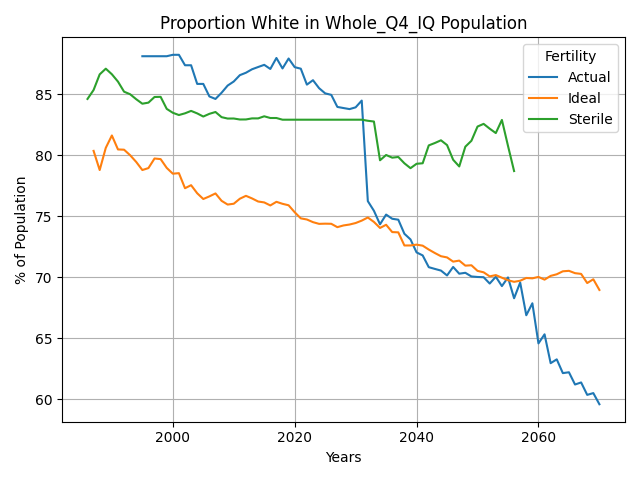 Proportion White in Whole_Q4_IQ Population
Fertility
Actual
Ideal
Sterile
% of Population
85
80
75
70
65
60
2000
2020
2040
2060
Years